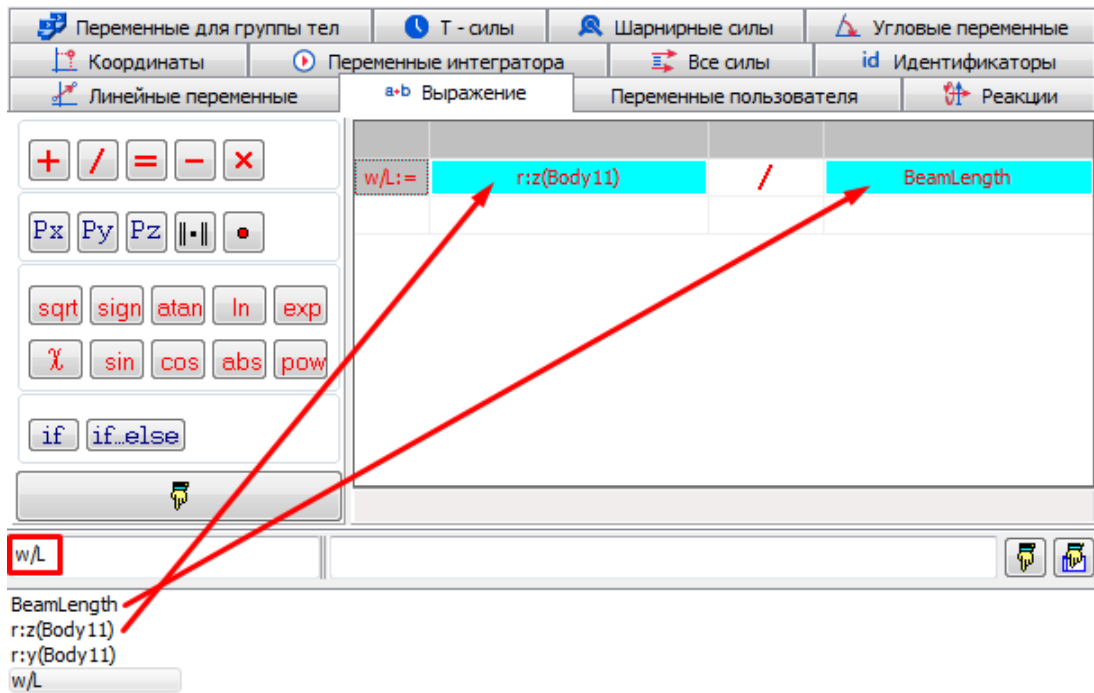 Переменные для группы тел T - силы Шарнирные силы Угловые переменные
Координаты Переменные интегратора Все силы id Идентификаторы
Линейные переменные a+b Выражение Переменные пользователя Реакции
+ / = − ×
w/L:= r:z(Body11) / BeamLength
Px Py Pz ‖▪‖ •
sqrt sign atan ln exp
χ sin cos abs pow
if if…else
w/L
BeamLength
r:z(Body11)
r:y(Body11)
w/L